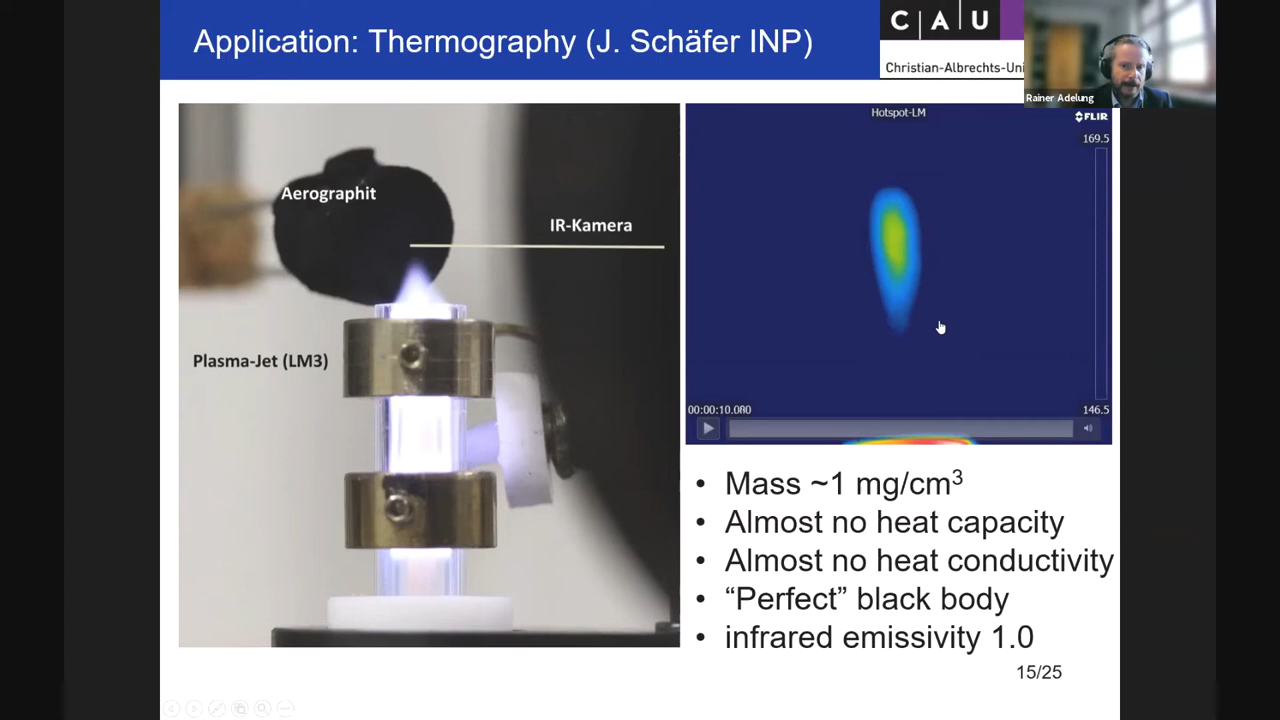 Application: Thermography (J. Schäfer INP)
C A U
Christian-Albrechts-Uni
Rainer Adelung
Aerographit
IR-Kamera
Plasma-Jet (LM3)
Hotspot-LM
FLIR
169.5
00:00:10.080
146.5
• Mass ~1 mg/cm³
• Almost no heat capacity
• Almost no heat conductivity
• “Perfect” black body
• infrared emissivity 1.0
15/25